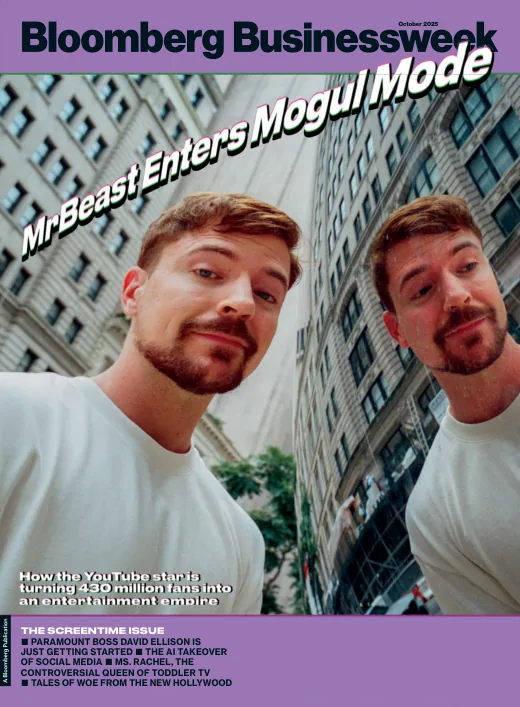 October 2025
Bloomberg Businessweek
MrBeast Enters Mogul Mode
How the YouTube star is
turning 430 million fans into
an entertainment empire
A Bloomberg Publication
THE SCREENTIME ISSUE
■ PARAMOUNT BOSS DAVID ELLISON IS
JUST GETTING STARTED ■ THE AI TAKEOVER
OF SOCIAL MEDIA ■ MS. RACHEL, THE
CONTROVERSIAL QUEEN OF TODDLER TV
■ TALES OF WOE FROM THE NEW HOLLYWOOD